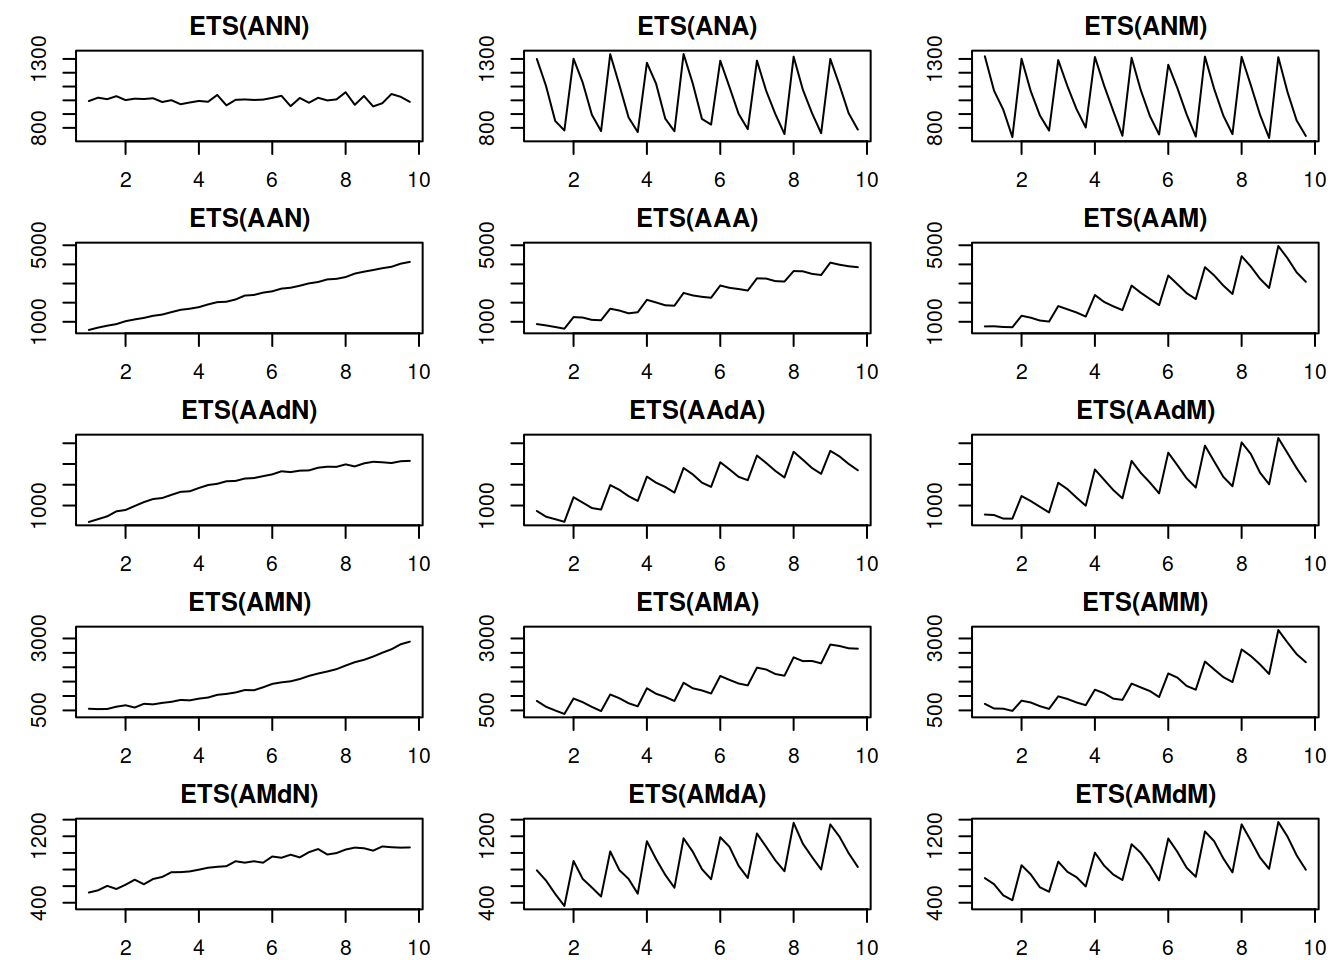 ETS(ANN) ETS(ANA) ETS(ANM)
1300 1300 1300
800 800 800
2 4 6 8 10 2 4 6 8 10 2 4 6 8 10
ETS(AAN) ETS(AAA) ETS(AAM)
5000 5000 5000
1000 1000 1000
2 4 6 8 10 2 4 6 8 10 2 4 6 8 10
ETS(AAdN) ETS(AAdA) ETS(AAdM)
1000 1000 1000
2 4 6 8 10 2 4 6 8 10 2 4 6 8 10
ETS(AMN) ETS(AMA) ETS(AMM)
3000 3000 3000
500 500 500
2 4 6 8 10 2 4 6 8 10 2 4 6 8 10
ETS(AMdN) ETS(AMdA) ETS(AMdM)
1200 1200 1200
400 400 400
2 4 6 8 10 2 4 6 8 10 2 4 6 8 10